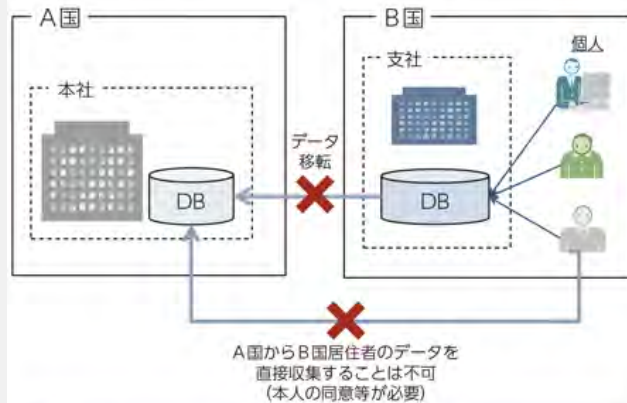 A国
B国
個人
本社
支社
データ
移転
DB
DB
A国からB国居住者のデータを
直接収集することは不可
（本人の同意等が必要）